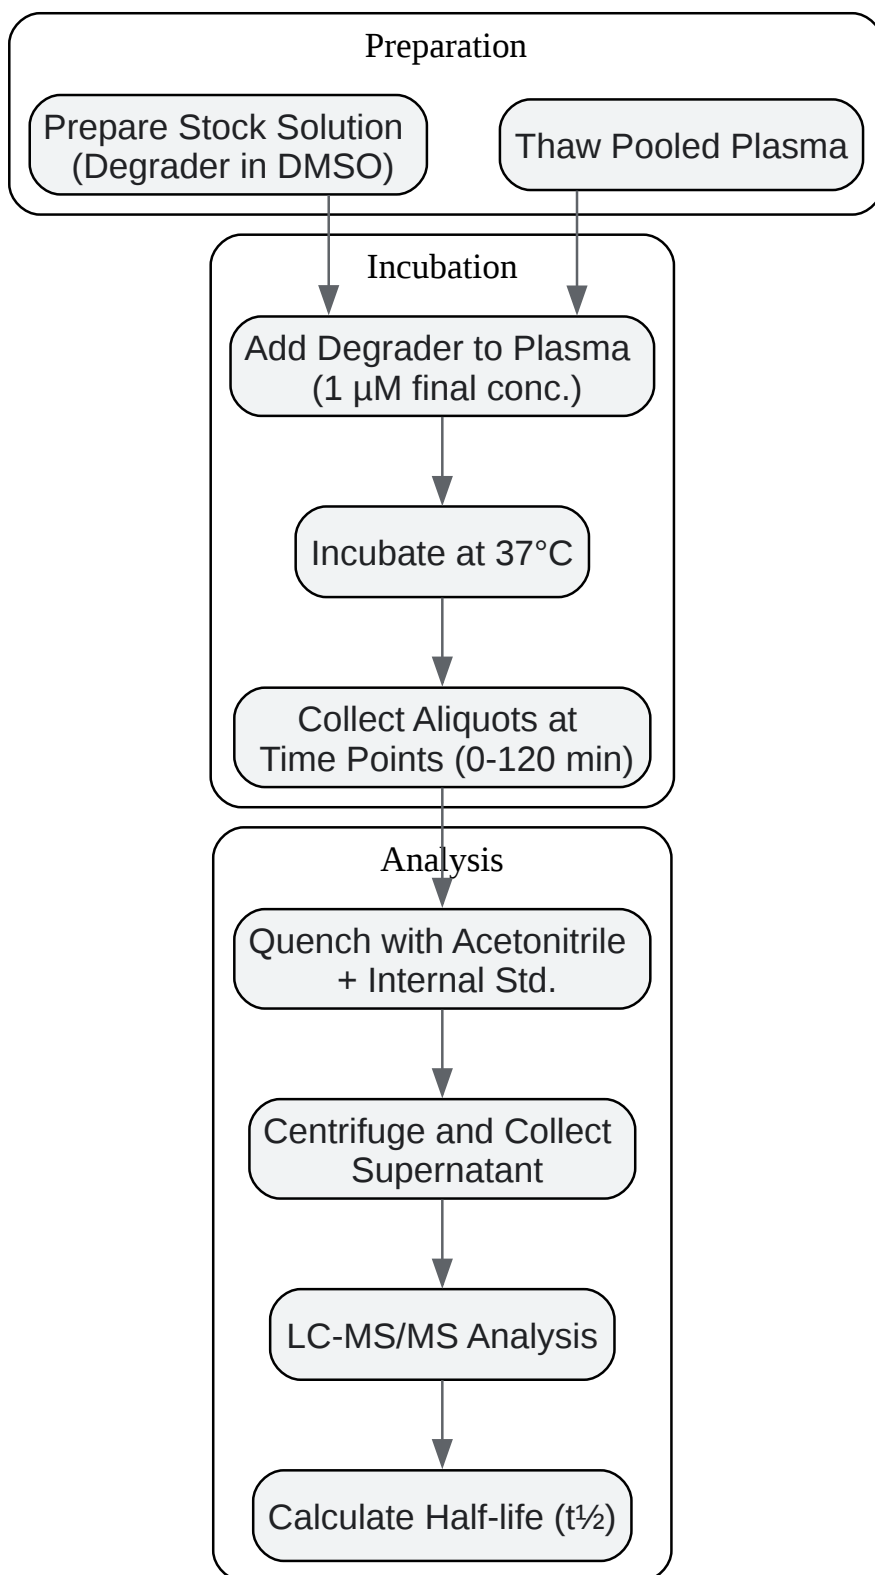 Preparation
Prepare Stock Solution
(Degrader in DMSO)
Thaw Pooled Plasma
Incubation
Add Degrader to Plasma
(1 µM final conc.)
Incubate at 37°C
Collect Aliquots at
Time Points (0-120 min)
Analysis
Quench with Acetonitrile
+ Internal Std.
Centrifuge and Collect
Supernatant
LC-MS/MS Analysis
Calculate Half-life (t½)